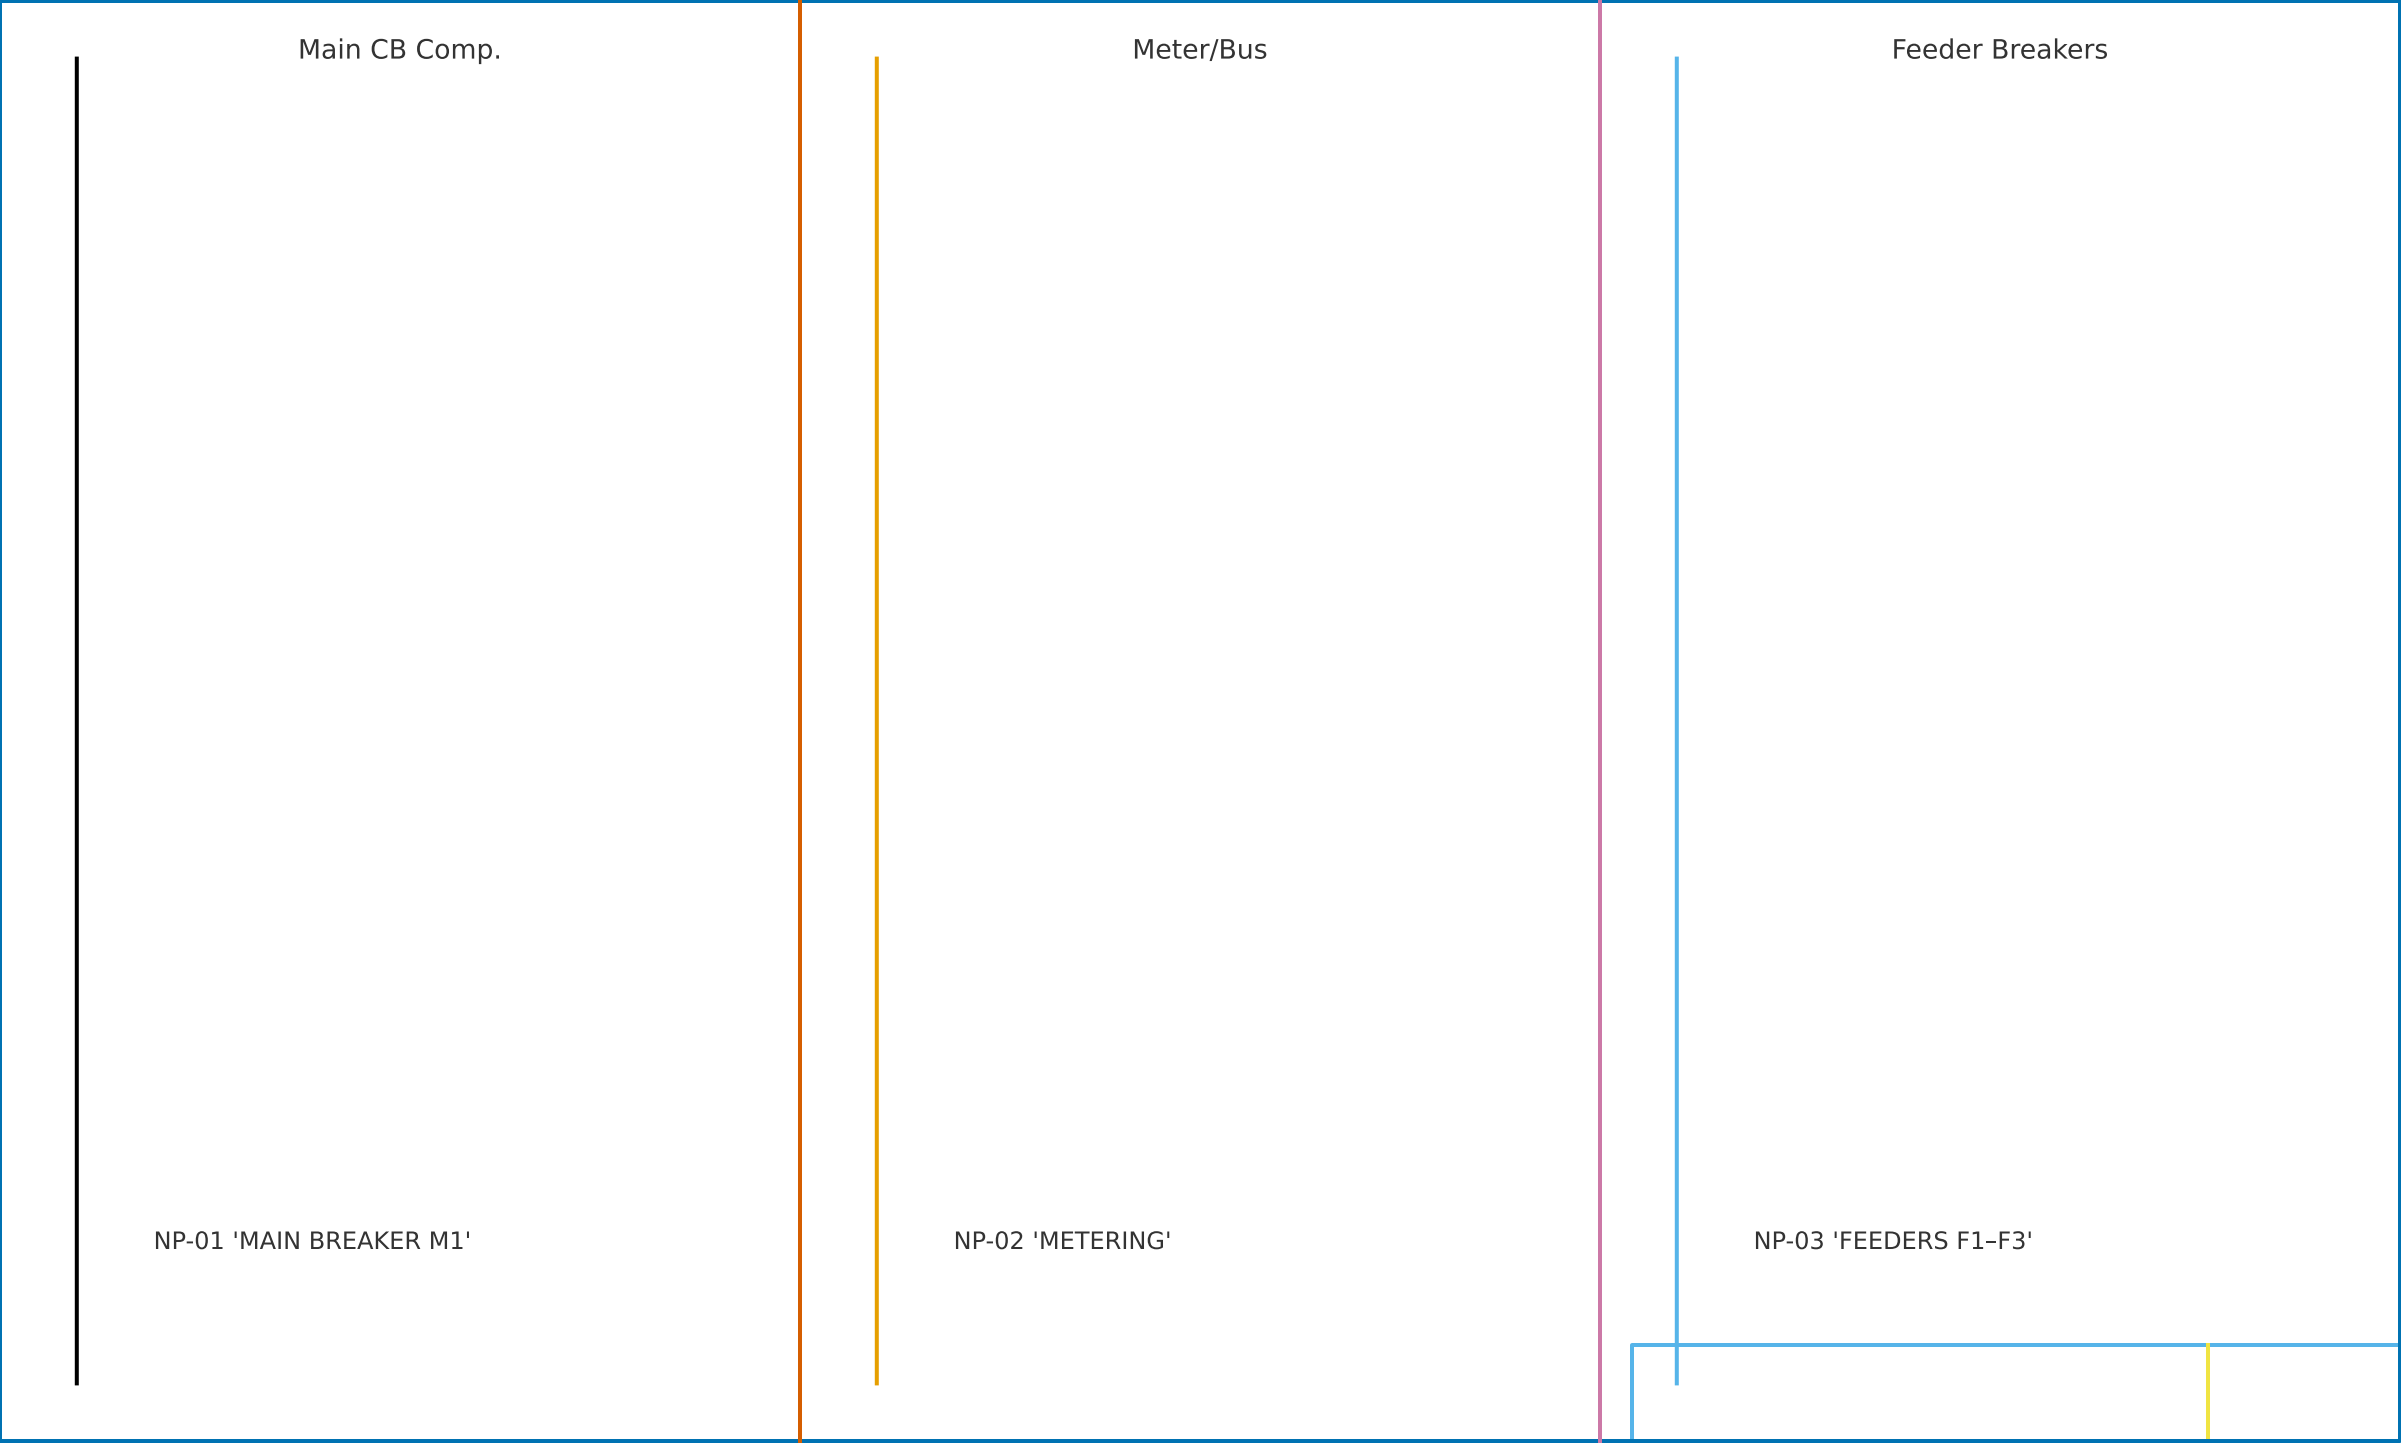 Main CB Comp.
Meter/Bus
Feeder Breakers
NP-01 'MAIN BREAKER M1'
NP-02 'METERING'
NP-03 'FEEDERS F1–F3'